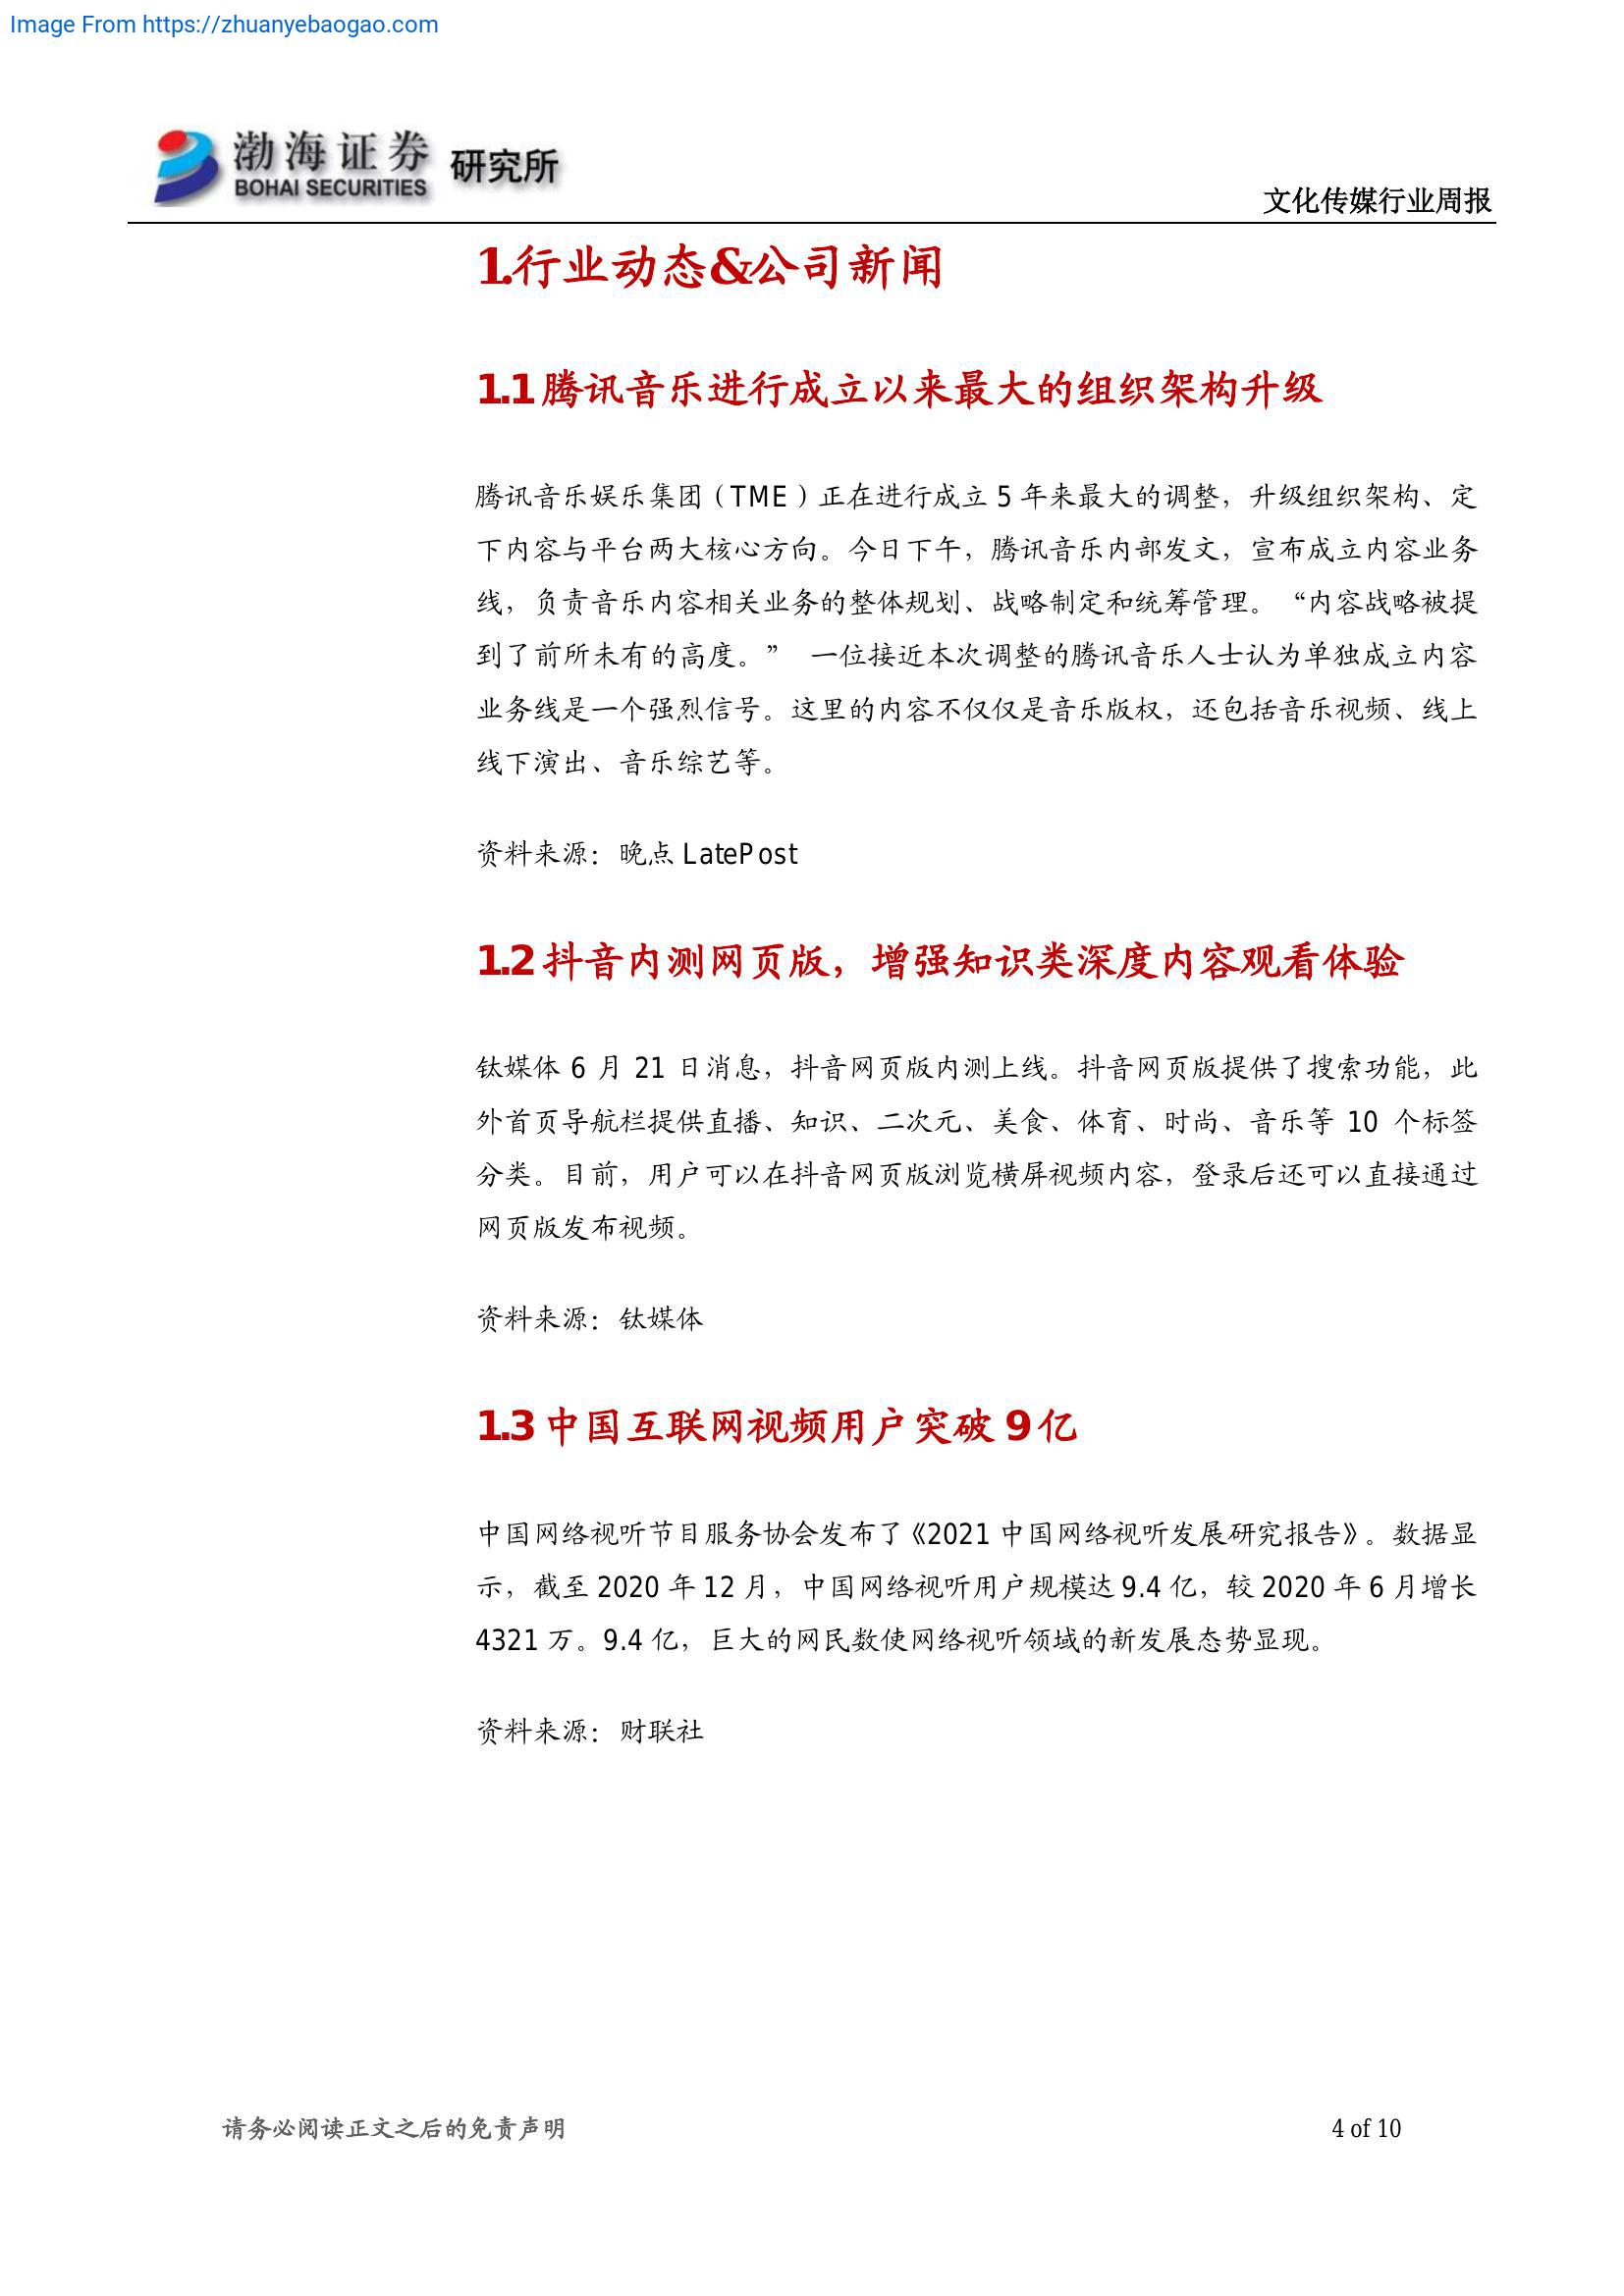 Image From https://zhuanyebaogao.com
渤海证券 研究所
BOHAI SECURITIES
文化传媒行业周报
1.行业动态&公司新闻
1.1 腾讯音乐进行成立以来最大的组织架构升级
腾讯音乐娱乐集团（TME）正在进行成立 5 年来最大的调整，升级组织架构、定
下内容与平台两大核心方向。今日下午，腾讯音乐内部发文，宣布成立内容业务
线，负责音乐内容相关业务的整体规划、战略制定和统筹管理。“内容战略被提
到了前所未有的高度。” 一位接近本次调整的腾讯音乐人士认为单独成立内容
业务线是一个强烈信号。这里的内容不仅仅是音乐版权，还包括音乐视频、线上
线下演出、音乐综艺等。
资料来源：晚点 LatePost
1.2 抖音内测网页版，增强知识类深度内容观看体验
钛媒体 6 月 21 日消息，抖音网页版内测上线。抖音网页版提供了搜索功能，此
外首页导航栏提供直播、知识、二次元、美食、体育、时尚、音乐等 10 个标签
分类。目前，用户可以在抖音网页版浏览横屏视频内容，登录后还可以直接通过
网页版发布视频。
资料来源：钛媒体
1.3 中国互联网视频用户突破 9 亿
中国网络视听节目服务协会发布了《2021 中国网络视听发展研究报告》。数据显
示，截至 2020 年 12 月，中国网络视听用户规模达 9.4 亿，较 2020 年 6 月增长
4321 万。9.4 亿，巨大的网民数使网络视听领域的新发展态势显现。
资料来源：财联社
请务必阅读正文之后的免责声明
4 of 10